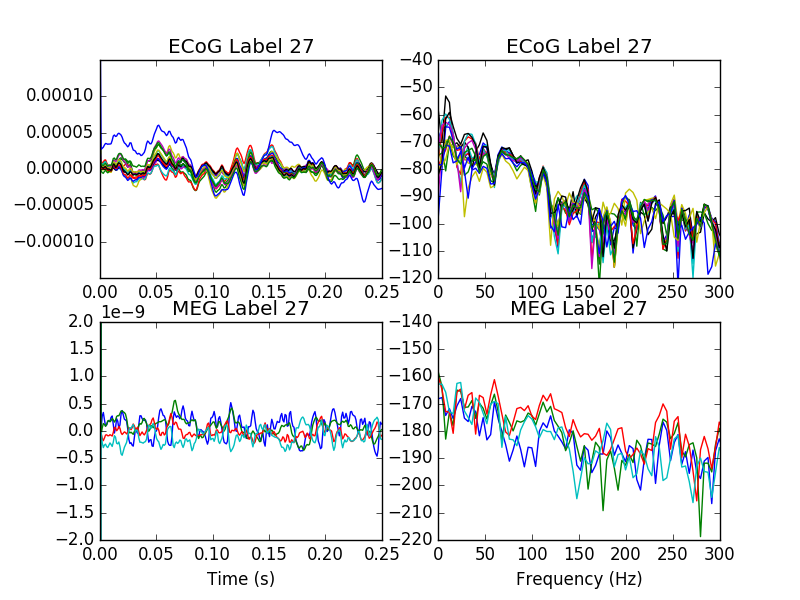 ECoG Label 27
0.00010
0.00005
0.00000
−0.00005
−0.00010
0.00 0.05 0.10 0.15 0.20 0.25
ECoG Label 27
−40
−50
−60
−70
−80
−90
−100
−110
−120
0 50 100 150 200 250 300
1e−9
MEG Label 27
2.0
1.5
1.0
0.5
0.0
−0.5
−1.0
−1.5
−2.0
0.00 0.05 0.10 0.15 0.20 0.25
Time (s)
MEG Label 27
−140
−150
−160
−170
−180
−190
−200
−210
−220
0 50 100 150 200 250 300
Frequency (Hz)